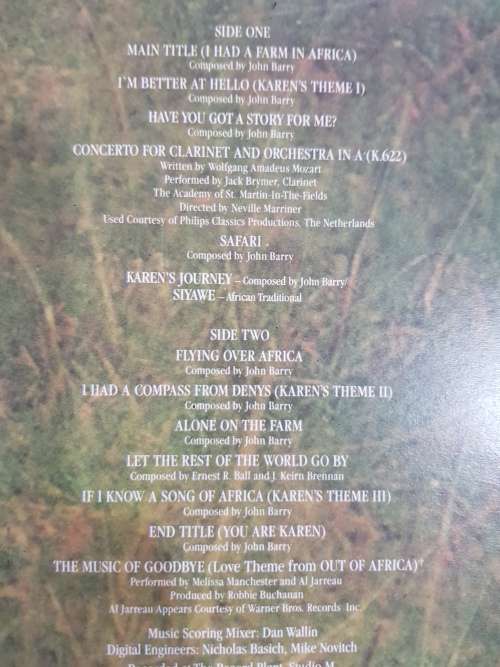 SIDE ONE
MAIN TITLE (I HAD A FARM IN AFRICA)
Composed by John Barry
I`M BETTER AT HELLO (KAREN'S THEME I)
Composed by John Barry
HAVE YOU GOT A STORY FOR ME?
Composed by John Barry
CONCERTO FOR CLARINET AND ORCHESTRA IN A (K.622)
Written by Wolfgang Amadeus Mozart
Performed by Jack Brymer, Clarinet
The Academy of St. Martin-In-The-Fields
Directed by Neville Marriner
Used Courtesy of Philips Classics Productions, The Netherlands
SAFARI
Composed by John Barry
KAREN'S JOURNEY – Composed by John Barry/
SIYAWE – African Traditional
SIDE TWO
FLYING OVER AFRICA
Composed by John Barry
I HAD A COMPASS FROM DENYS (KAREN'S THEME II)
Composed by John Barry
ALONE ON THE FARM
Composed by John Barry
LET THE REST OF THE WORLD GO BY
Composed by Ernest R. Ball and J. Keirn Brennan
IF I KNOW A SONG OF AFRICA (KAREN'S THEME III)
Composed by John Barry
END TITLE (YOU ARE KAREN)
Composed by John Barry
THE MUSIC OF GOODBYE (Love Theme from OUT OF AFRICA)†
Performed by Melissa Manchester and Al Jarreau
Produced by Robbie Buchanan
Al Jarreau Appears Courtesy of Warner Bros. Records Inc.
Music Scoring Mixer: Dan Wallin
Digital Engineers: Nicholas Basich, Mike Novitch
Recorded at The Record Plant, Studio M